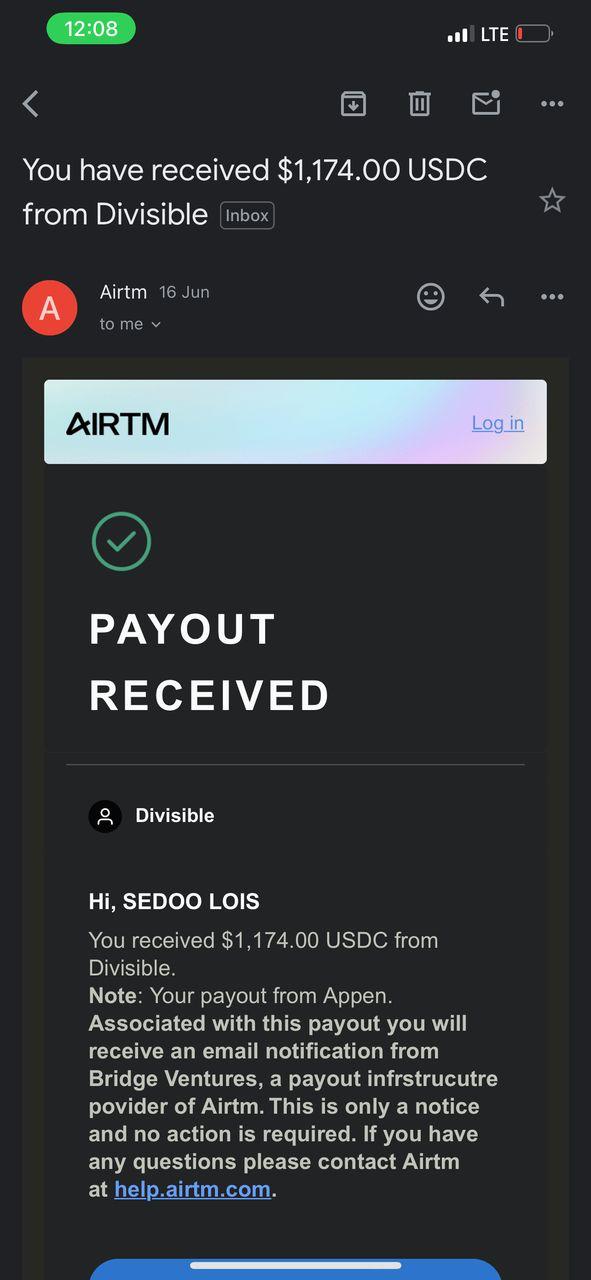 12:08
LTE
You have received $1,174.00 USDC
from Divisible Inbox
A
Airtm 16 Jun
to me
AIRTM
Log in
PAYOUT
RECEIVED
Divisible
Hi, SEDOO LOIS
You received $1,174.00 USDC from
Divisible.
Note: Your payout from Appen.
Associated with this payout you will
receive an email notification from
Bridge Ventures, a payout infrstrucutre
povider of Airtm. This is only a notice
and no action is required. If you have
any questions please contact Airtm
at help.airtm.com.